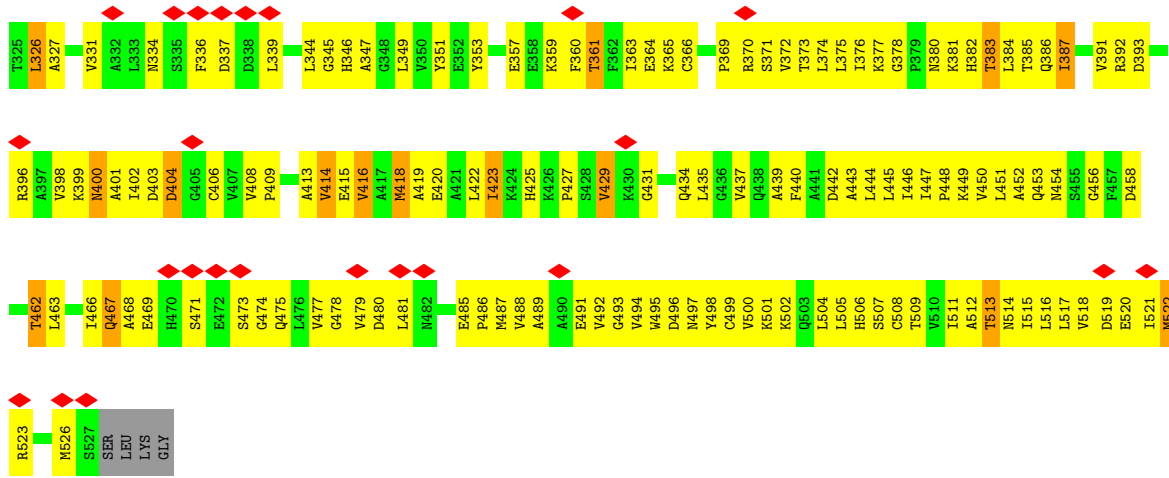 T325 L326 A327 V331 A332 L333 N334 S335 F336 D337 D338 L339 L344 G345 H346 A347 G348 L349 V350 Y351 E352 Y353 E357 E358 K359 F360 T361 F362 I363 E364 K365 C366 P369 R370 S371 V372 T373 L374 L375 I376 K377 G378 P379 N380 K381 H382 T383 L384 T385 Q386 I387 V391 R392 D393
R396 A397 V398 K399 N400 A401 I402 D403 D404 G405 C406 V407 V408 P409 A413 V414 E415 V416 A417 M418 A419 E420 A421 L422 I423 K424 H425 K426 P427 S428 V429 K430 G431 Q434 L435 G436 V437 Q438 A439 F440 A441 D442 A443 L444 L445 I446 I447 P448 K449 V450 L451 A452 Q453 N454 S455 G456 F457 D458
T462 L463 I466 Q467 A468 E469 H470 S471 E472 S473 G474 Q475 L476 V477 G478 V479 D480 L481 N482 E485 P486 M487 V488 A489 A490 E491 V492 G493 V494 W495 D496 N497 Y498 C499 V500 K501 K502 Q503 L504 L505 H506 S507 C508 T509 V510 I511 A512 T513 N514 I515 L516 L517 V518 D519 E520 I521 M522
R523 M526 S527 SER LEU LYS GLY